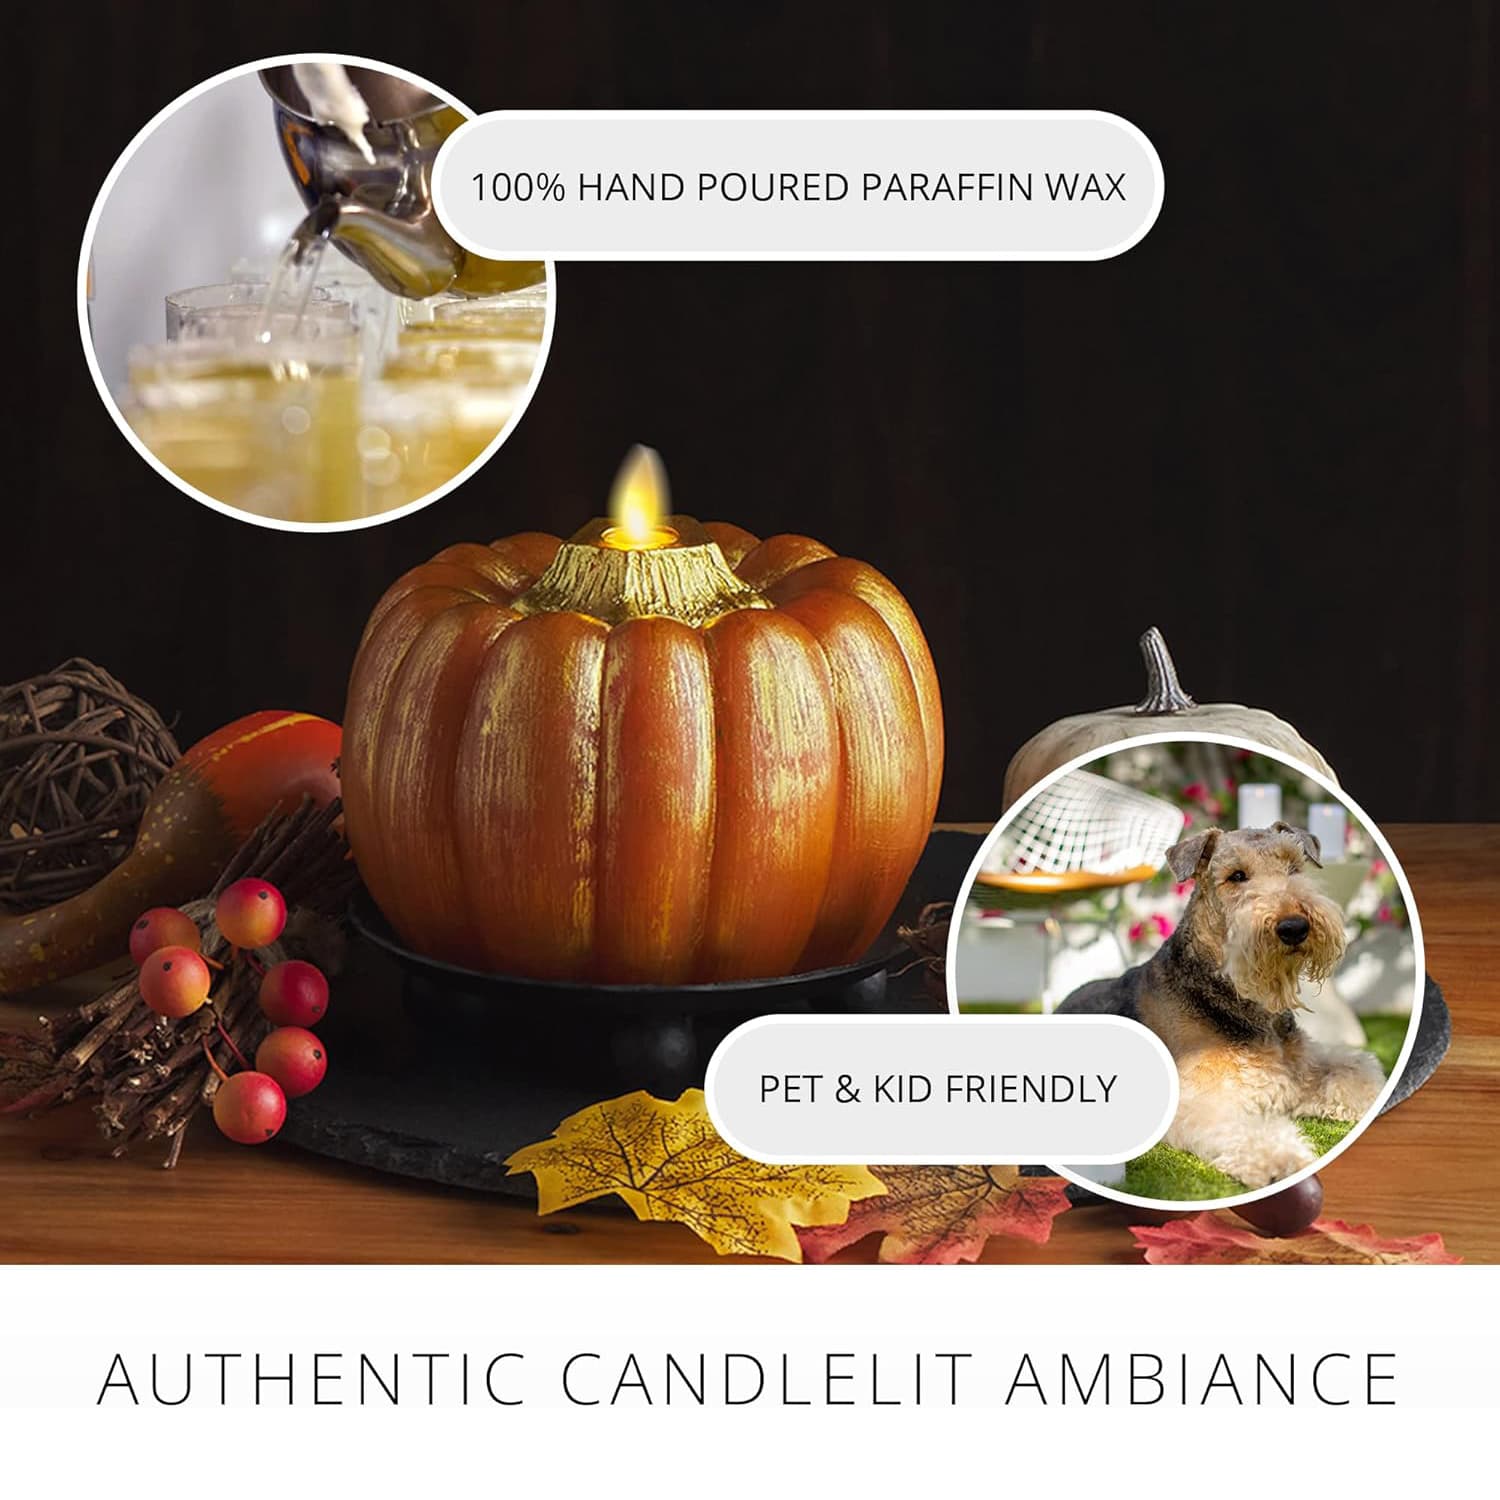 100% HAND POURED PARAFFIN WAX
PET & KID FRIENDLY
AUTHENTIC CANDLELIT AMBIANCE